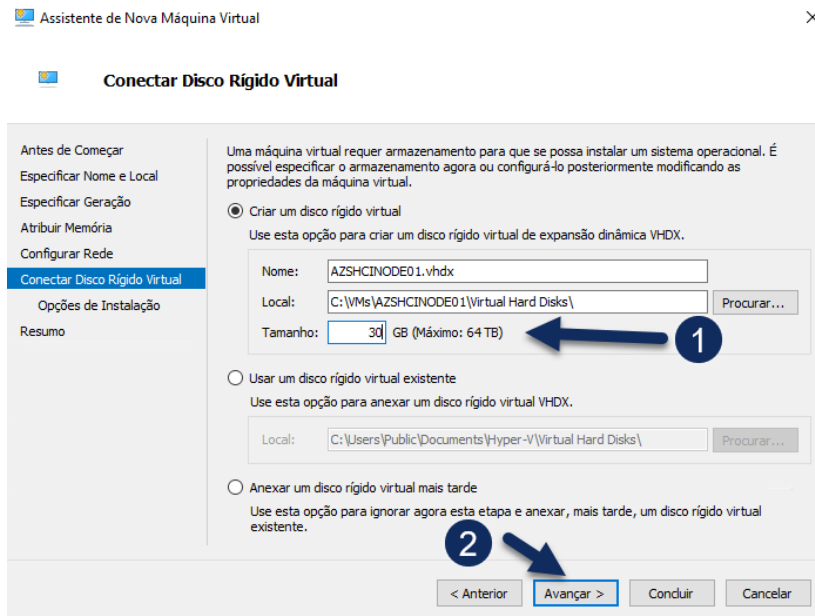 Assistente de Nova Máquina Virtual
Conectar Disco Rígido Virtual
Antes de Começar
Especificar Nome e Local
Especificar Geração
Atribuir Memória
Configurar Rede
Conectar Disco Rígido Virtual
Opções de Instalação
Resumo
Uma máquina virtual requer armazenamento para que se possa instalar um sistema operacional. É
possível especificar o armazenamento agora ou configurá-lo posteriormente modificando as
propriedades da máquina virtual.
Criar um disco rígido virtual
Use esta opção para criar um disco rígido virtual de expansão dinâmica VHDX.
Nome: AZSHCINODE01.vhdx
Local: C:\VMs\AZSHCINODE01\Virtual Hard Disks\ Procurar...
Tamanho: 30 GB (Máximo: 64 TB)
1
Usar um disco rígido virtual existente
Use esta opção para anexar um disco rígido virtual VHDX.
Local: C:\Users\Public\Documents\Hyper-V\Virtual Hard Disks\ Procurar...
Anexar um disco rígido virtual mais tarde
Use esta opção para ignorar agora esta etapa e anexar, mais tarde, um disco rígido virtual
existente.
2
< Anterior Avançar > Concluir Cancelar